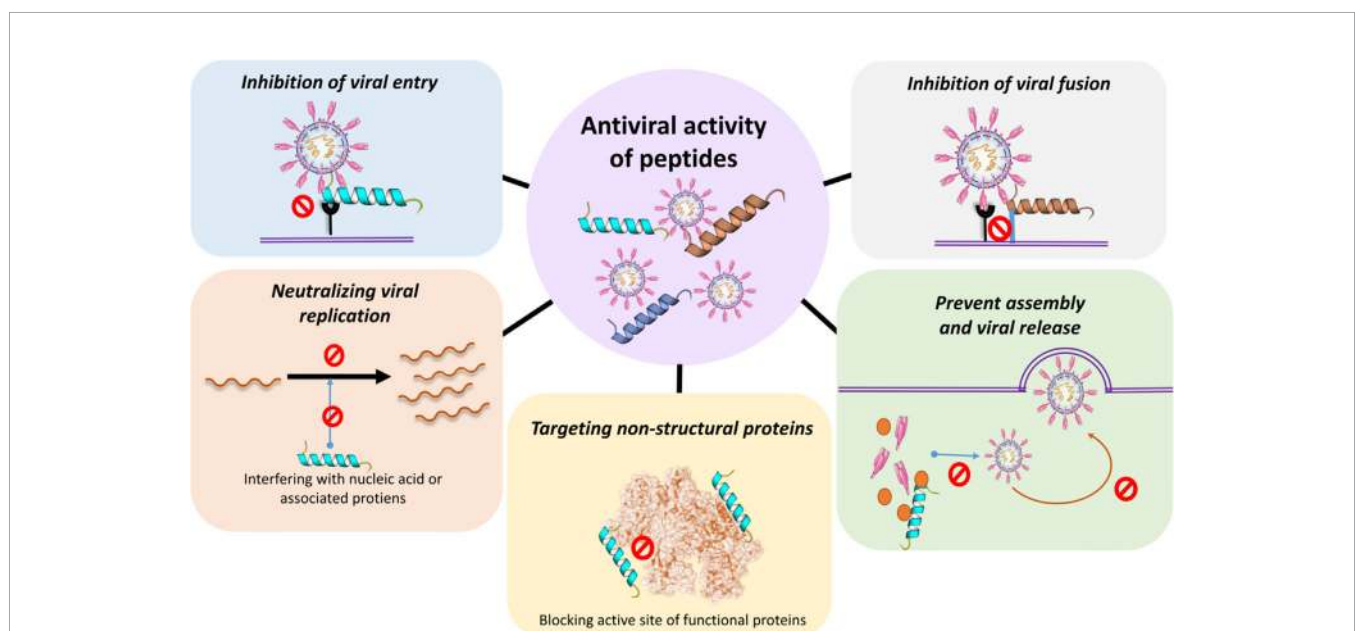 Inhibition of viral entry
Antiviral activity
of peptides
Inhibition of viral fusion
Neutralizing viral
replication
Interfering with nucleic acid or
associated protiens
Targeting non-structural proteins
Blocking active site of functional proteins
Prevent assembly
and viral release